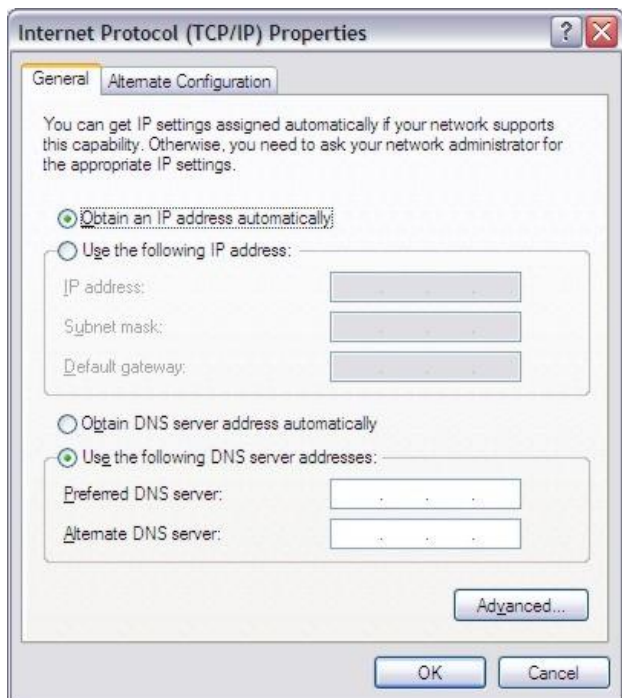 Internet Protocol (TCP/IP) Properties
General
Alternate Configuration
You can get IP settings assigned automatically if your network supports
this capability. Otherwise, you need to ask your network administrator for
the appropriate IP settings.
Obtain an IP address automatically
Use the following IP address:
IP address:
Subnet mask:
Default gateway:
Obtain DNS server address automatically
Use the following DNS server addresses:
Preferred DNS server:
Alternate DNS server:
Advanced...
OK
Cancel